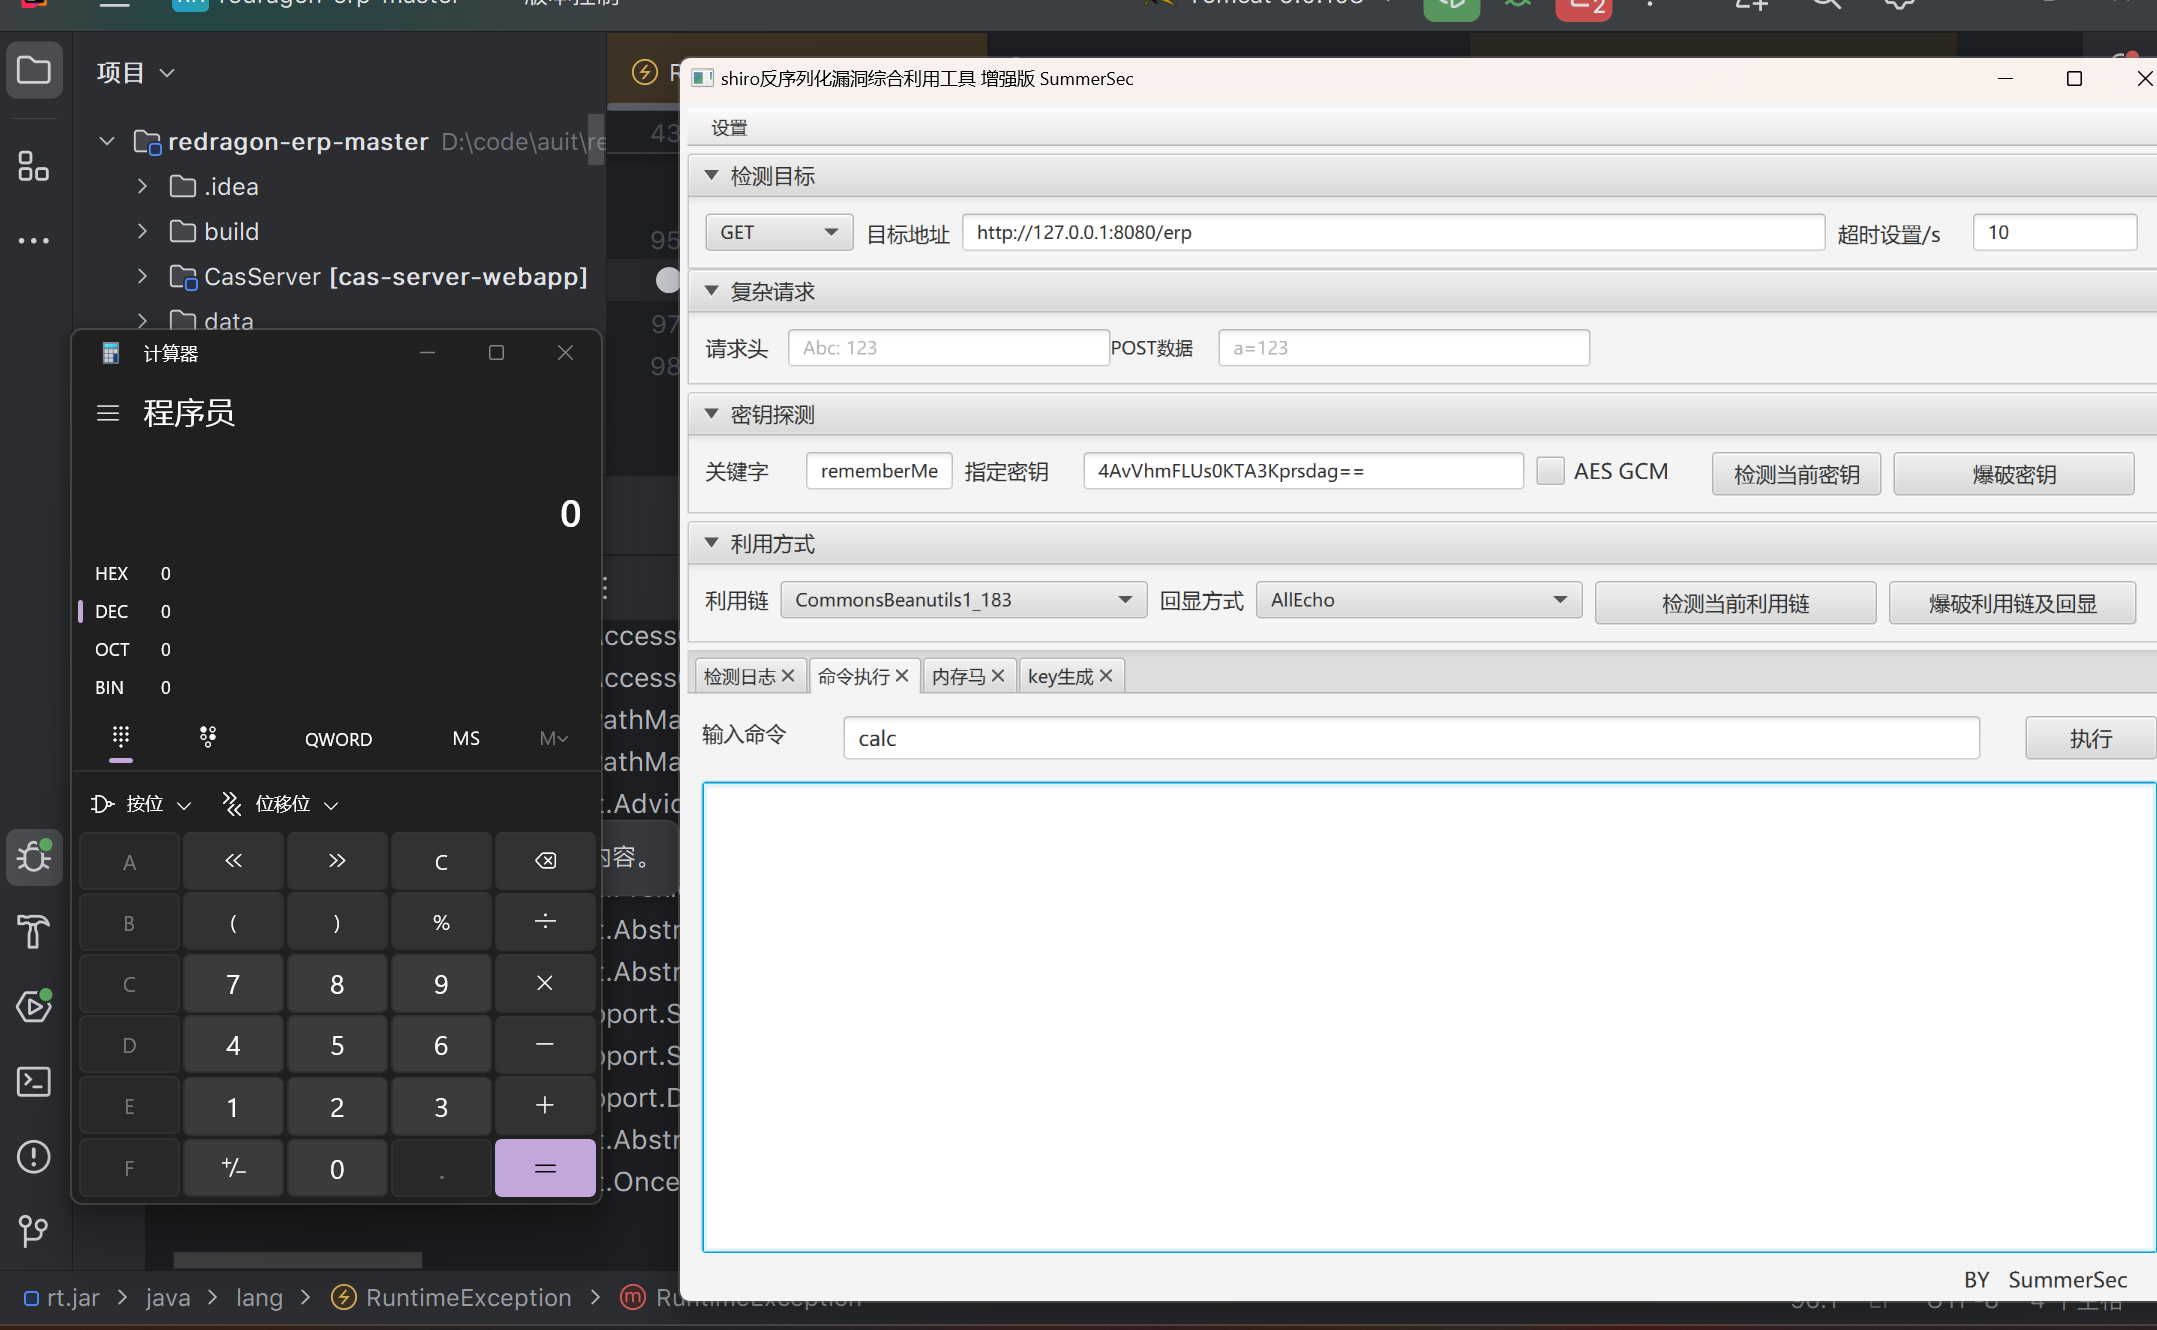 项目
redragon-erp-master D:\code\auit\re
.idea
build
CasServer [cas-server-webapp]
data
43
95
97
98
计算器
程序员
0
HEX 0
DEC 0
OCT 0
BIN 0
QWORD MS M
按位 位移位
A « » C
B ( ) % ÷
C 7 8 9 ×
D 4 5 6 −
E 1 2 3 +
F +/− 0 . =
内容。
rt.jar > java > lang > RuntimeException > RuntimeException
shiro反序列化漏洞综合利用工具 增强版 SummerSec
设置
检测目标
GET 目标地址 http://127.0.0.1:8080/erp 超时设置/s 10
复杂请求
请求头 Abc: 123 POST数据 a=123
密钥探测
关键字 rememberMe 指定密钥 4AvVhmFLUs0KTA3Kprsdag== AES GCM 检测当前密钥 爆破密钥
利用方式
利用链 CommonsBeanutils1_183 回显方式 AllEcho 检测当前利用链 爆破利用链及回显
检测日志 命令执行 内存马 key生成
输入命令 calc 执行
BY SummerSec